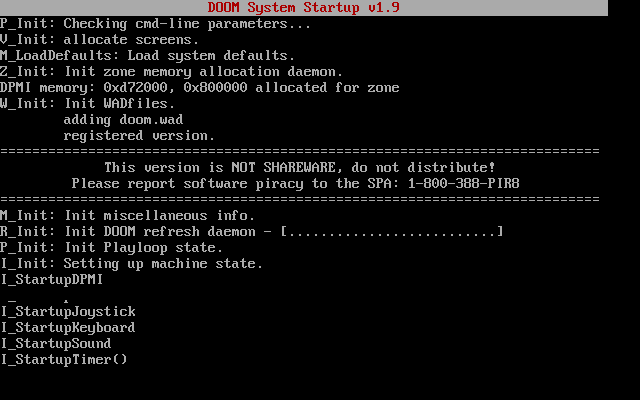 DOOM System Startup v1.9
P_Init: Checking cmd-line parameters...
V_Init: allocate screens.
M_LoadDefaults: Load system defaults.
Z_Init: Init zone memory allocation daemon.
DPMI memory: 0xd72000, 0x800000 allocated for zone
W_Init: Init WADfiles.
        adding doom.wad
        registered version.
===========================================================================
             This version is NOT SHAREWARE, do not distribute!
         Please report software piracy to the SPA: 1-800-388-PIR8
===========================================================================
M_Init: Init miscellaneous info.
R_Init: Init DOOM refresh daemon - [..........................]
P_Init: Init Playloop state.
I_Init: Setting up machine state.
I_StartupDPMI
I_StartupJoystick
I_StartupKeyboard
I_StartupSound
I_StartupTimer()